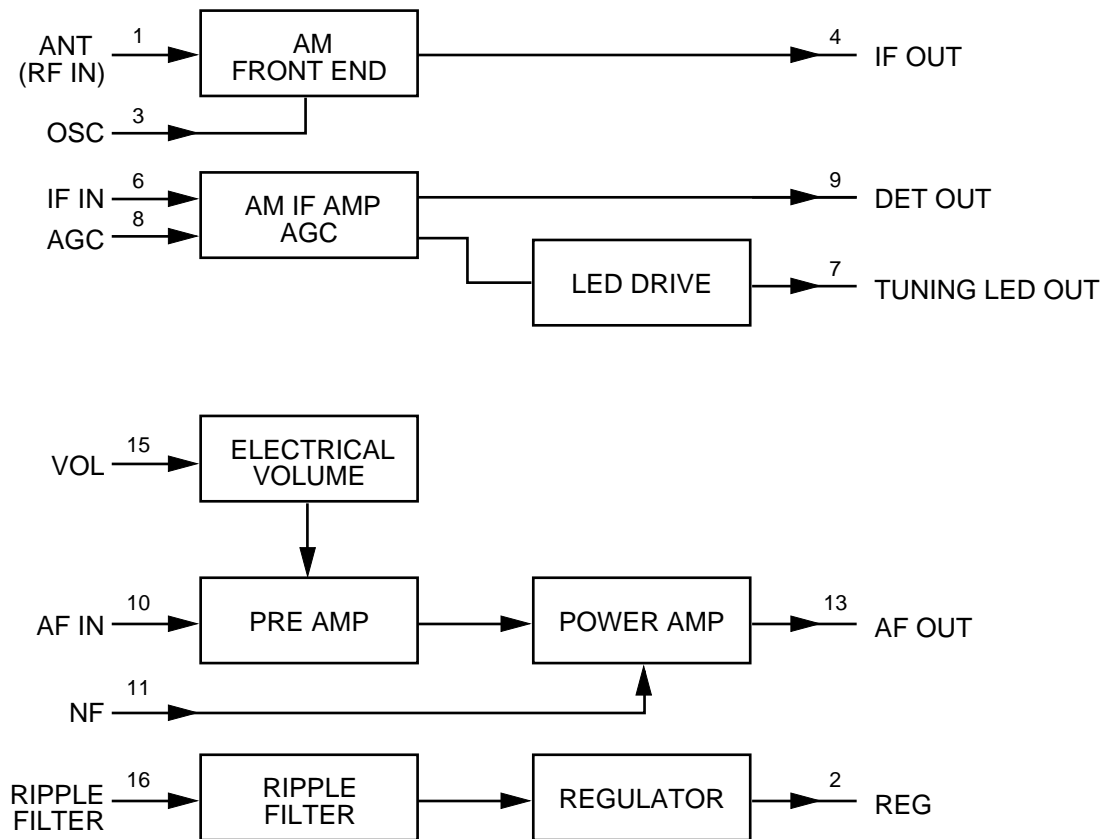 ANT
(RF IN)
1
AM
FRONT END
4
IF OUT
OSC
3
IF IN
6
AGC
8
AM IF AMP
AGC
9
DET OUT
LED DRIVE
7
TUNING LED OUT
VOL
15
ELECTRICAL
VOLUME
AF IN
10
PRE AMP
POWER AMP
13
AF OUT
NF
11
RIPPLE
FILTER
16
RIPPLE
FILTER
REGULATOR
2
REG